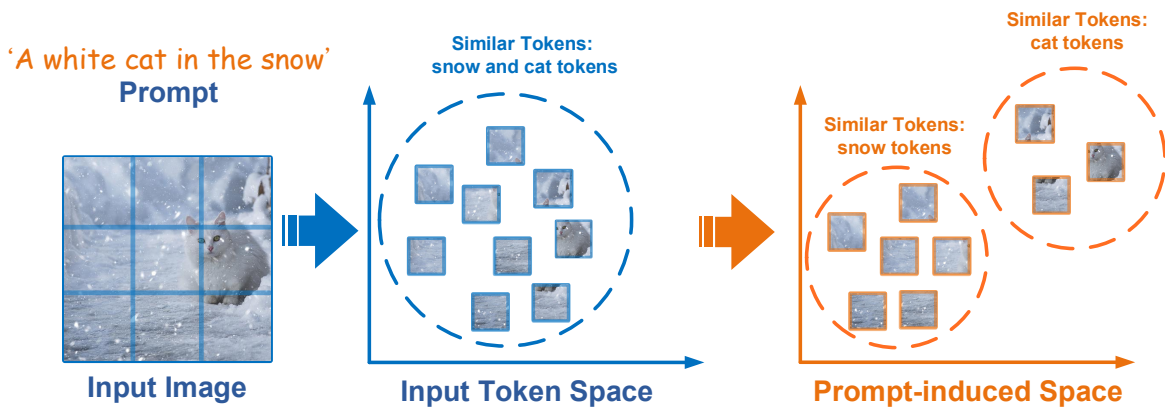 ‘A white cat in the snow’
Prompt
Input Image
Similar Tokens:
snow and cat tokens
Input Token Space
Similar Tokens:
snow tokens
Similar Tokens:
cat tokens
Prompt-induced Space